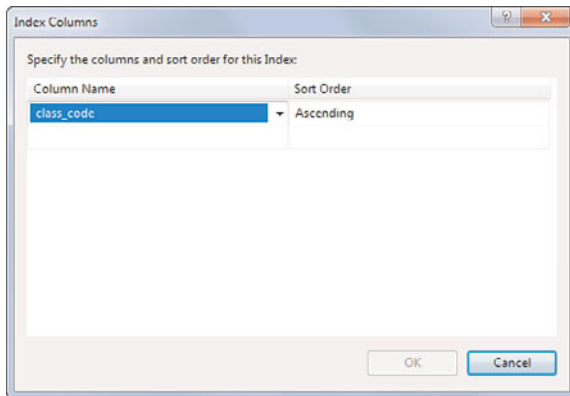 Index Columns
Specify the columns and sort order for this Index:
Column Name Sort Order
class_code Ascending
OK Cancel